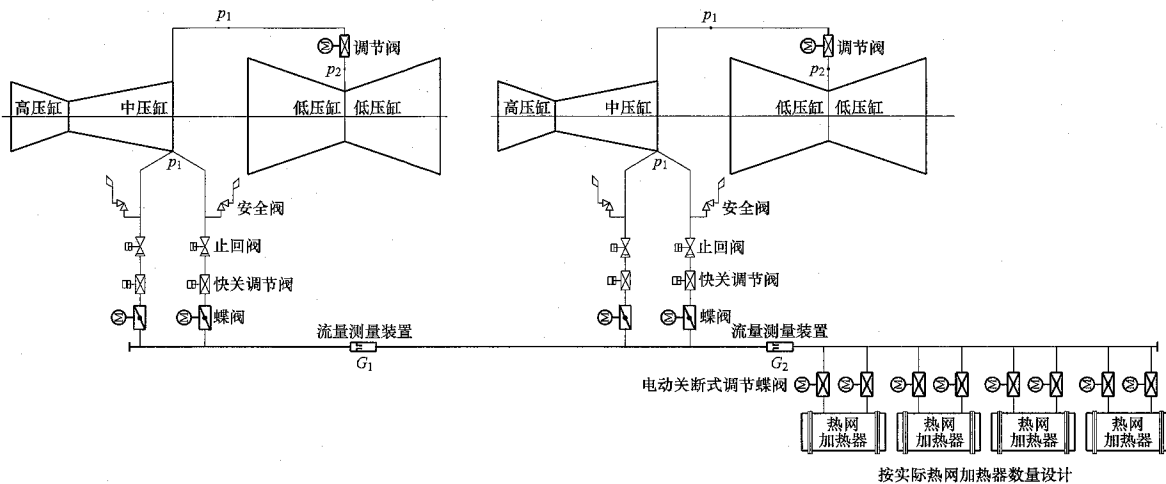 p1
p1
调节阀
调节阀
p2
p2
高压缸
中压缸
低压缸
低压缸
高压缸
中压缸
低压缸
低压缸
p1
p1
安全阀
安全阀
止回阀
止回阀
快关调节阀
快关调节阀
M
M
蝶阀
M
M
蝶阀
流量测量装置
流量测量装置
G1
G2
电动关断式调节蝶阀
热网
加热器
热网
加热器
热网
加热器
热网
加热器
按实际热网加热器数量设计